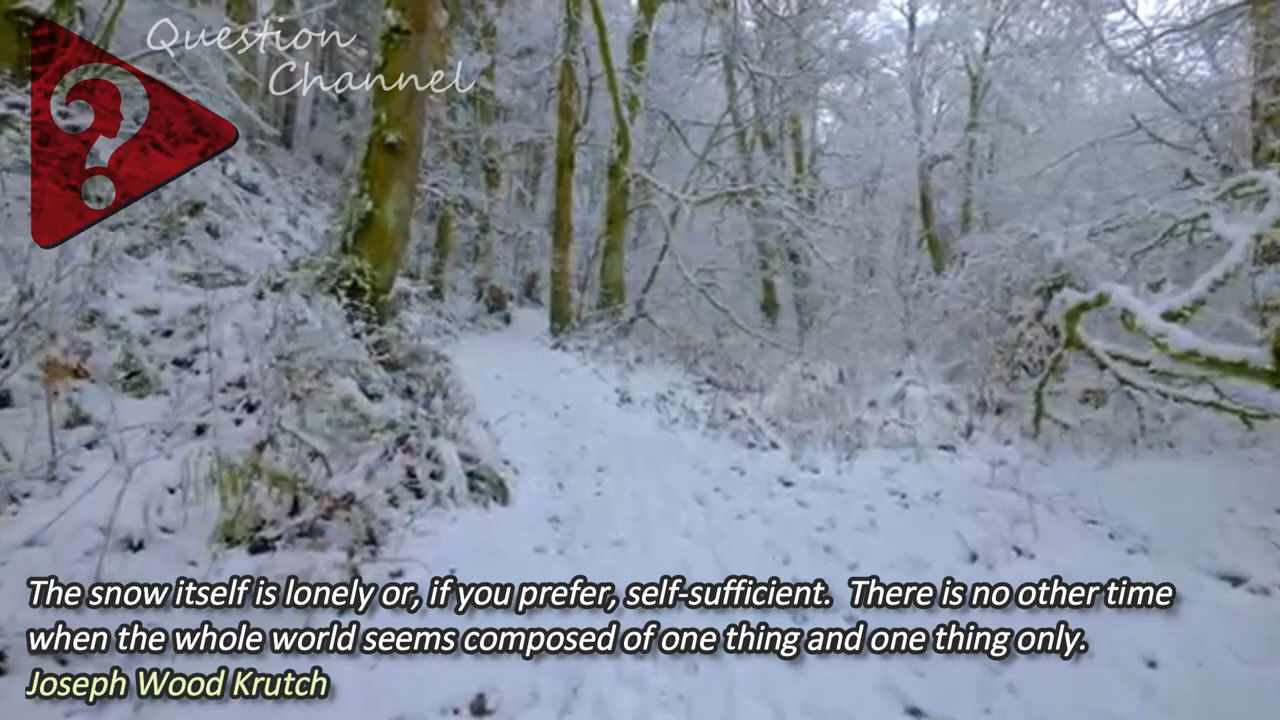 Question
Channel
The snow itself is lonely or, if you prefer, self-sufficient.  There is no other time
when the whole world seems composed of one thing and one thing only.
Joseph Wood Krutch